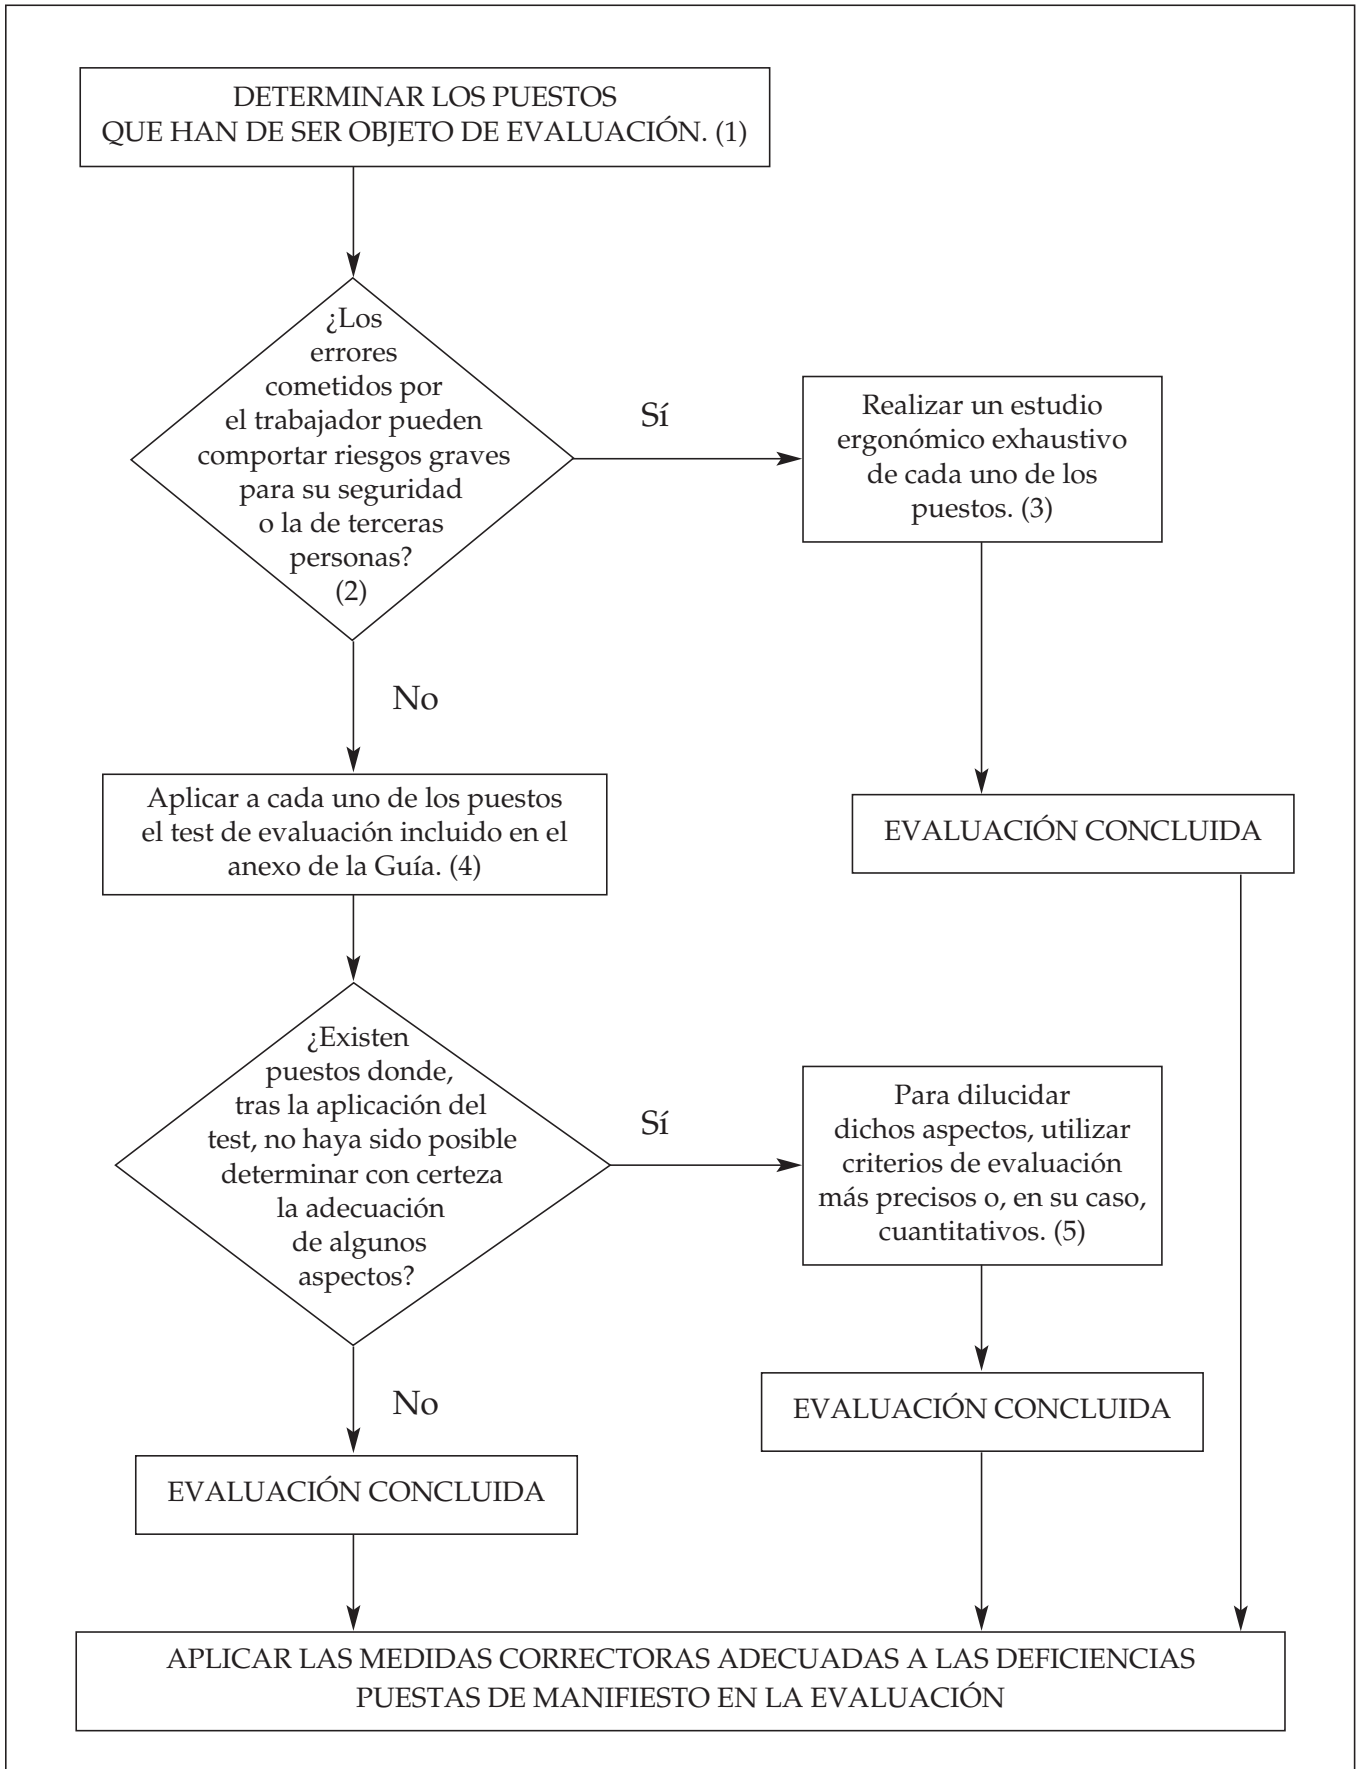 DETERMINAR LOS PUESTOS
QUE HAN DE SER OBJETO DE EVALUACIÓN. (1)
¿Los
errores
cometidos por
el trabajador pueden
comportar riesgos graves
para su seguridad
o la de terceras
personas?
(2)
Sí
Realizar un estudio
ergonómico exhaustivo
de cada uno de los
puestos. (3)
No
Aplicar a cada uno de los puestos
el test de evaluación incluido en el
anexo de la Guía. (4)
EVALUACIÓN CONCLUIDA
¿Existen
puestos donde,
tras la aplicación del
test, no haya sido posible
determinar con certeza
la adecuación
de algunos
aspectos?
Sí
Para dilucidar
dichos aspectos, utilizar
criterios de evaluación
más precisos o, en su caso,
cuantitativos. (5)
No
EVALUACIÓN CONCLUIDA
EVALUACIÓN CONCLUIDA
APLICAR LAS MEDIDAS CORRECTORAS ADECUADAS A LAS DEFICIENCIAS
PUESTAS DE MANIFIESTO EN LA EVALUACIÓN